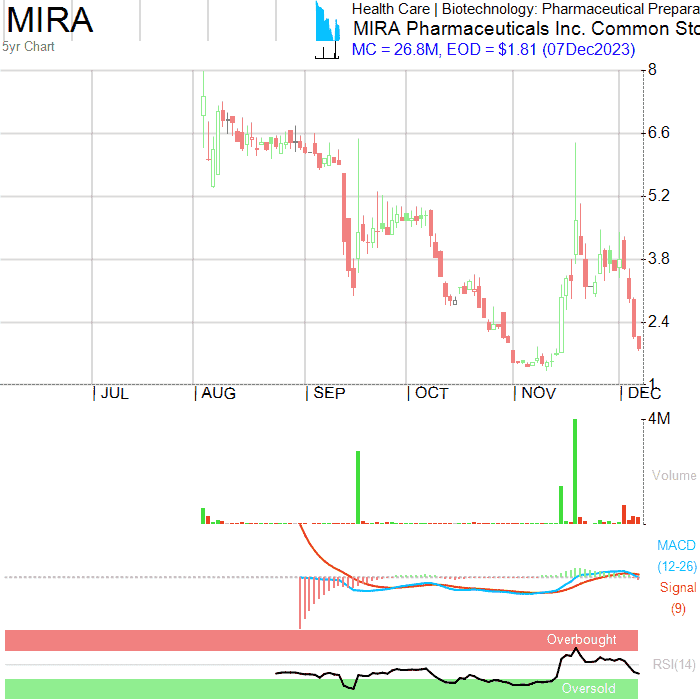 MIRA
Health Care | Biotechnology: Pharmaceutical Prepara
MIRA Pharmaceuticals Inc. Common Sto
5yr Chart
MC = 26.8M, EOD = $1.81 (07Dec2023)
8
6.6
5.2
3.8
2.4
1
JUL AUG SEP OCT NOV DEC
4M
Volume
MACD
(12-26)
Signal
(9)
Overbought
RSI(14)
Oversold